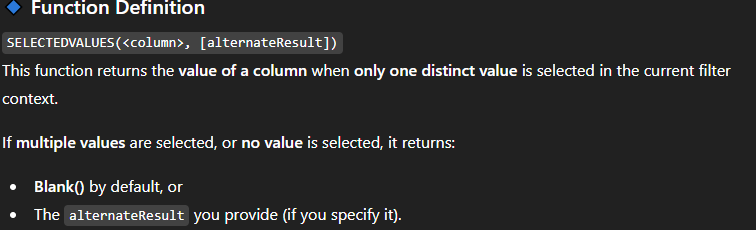 Function Definition
SELECTEDVALUES(<column>, [alternateResult])
This function returns the value of a column when only one distinct value is selected in the current filter
context.
If multiple values are selected, or no value is selected, it returns:
Blank() by default, or
The alternateResult you provide (if you specify it).